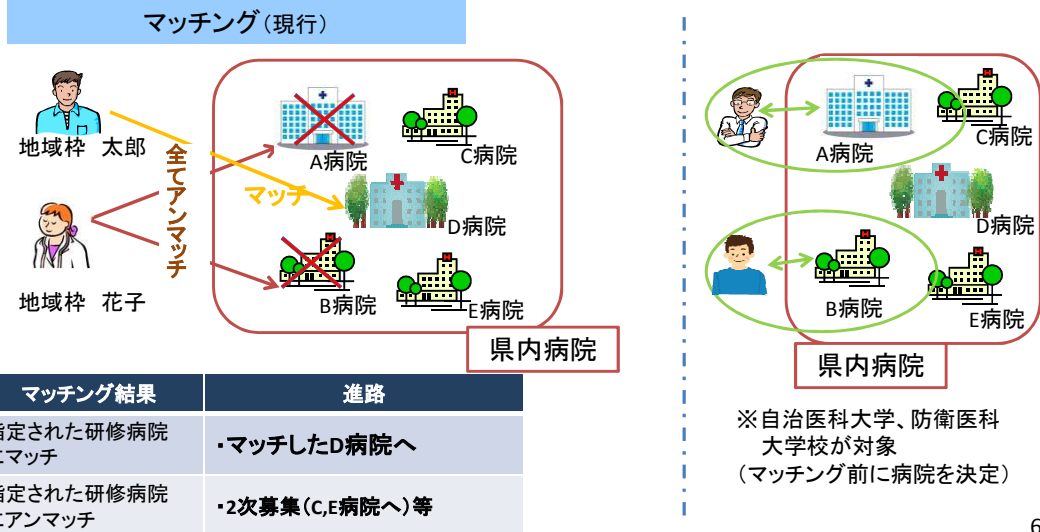 マッチング（現行）
地域枠 太郎
地域枠 花子
全てアンマッチ
マッチ
A病院
C病院
D病院
B病院
E病院
県内病院
マッチング結果
進路
指定された研修病院
にマッチ
・マッチしたD病院へ
指定された研修病院
にアンマッチ
・2次募集（C,E病院へ）等
A病院
C病院
D病院
B病院
E病院
県内病院
※自治医科大学、防衛医科
大学校が対象
（マッチング前に病院を決定）
6